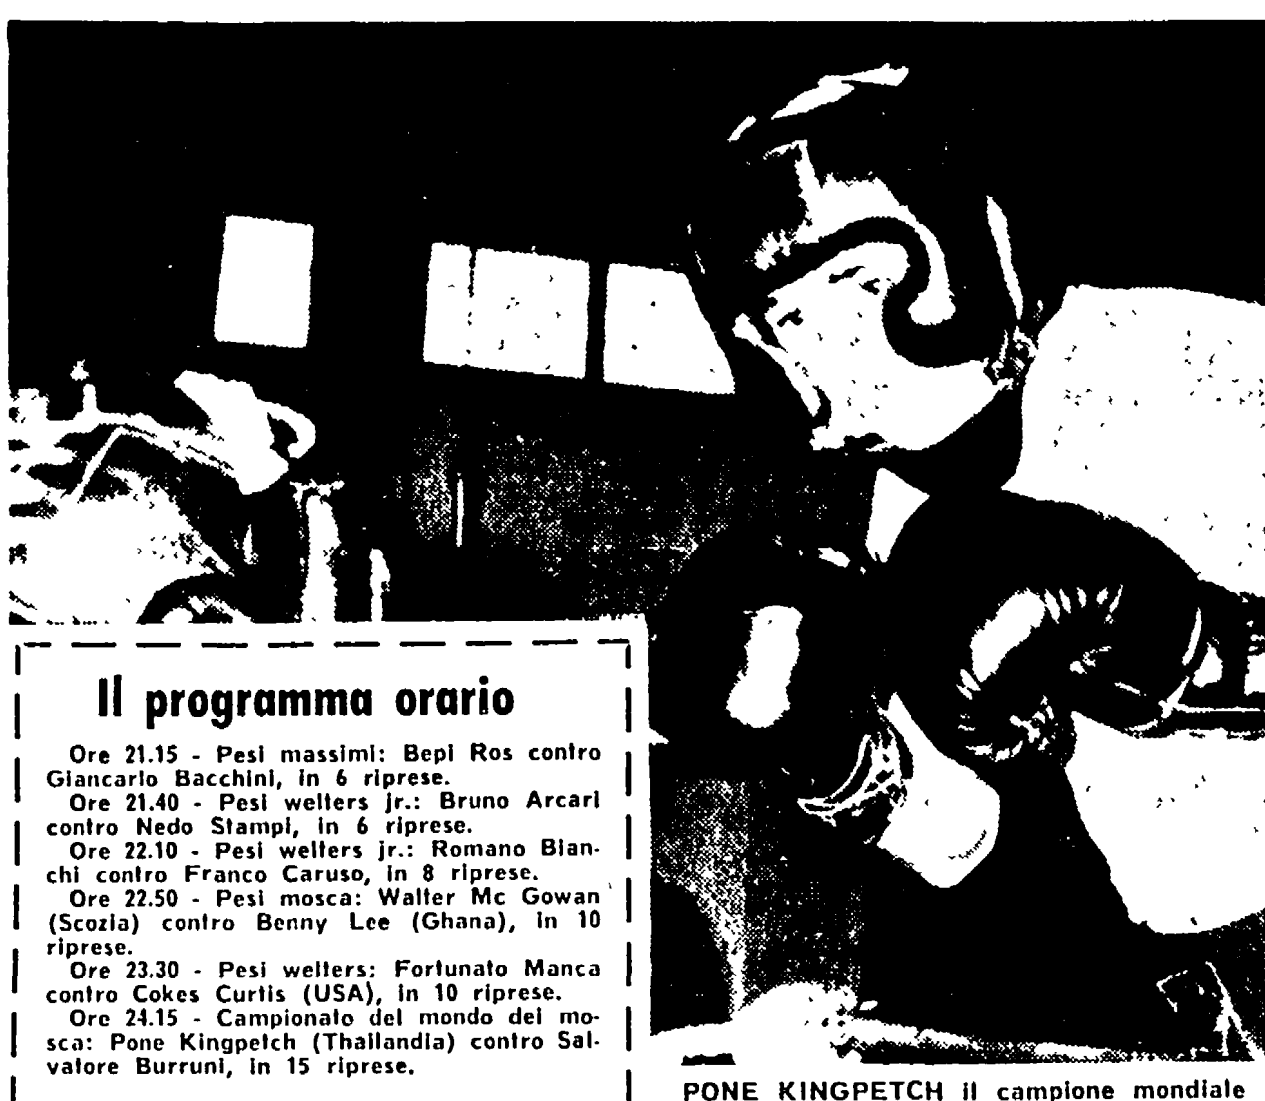 Il programma orario
Ore 21.15 - Pesi massimi: Bepi Ros contro
Giancarlo Bacchini, in 6 riprese.
Ore 21.40 - Pesi welters jr.: Bruno Arcari
contro Nedo Stampi, in 6 riprese.
Ore 22.10 - Pesi welters jr.: Romano Bian-
chi contro Franco Caruso, in 8 riprese.
Ore 22.50 - Pesi mosca: Walter Mc Gowan
(Scozia) contro Benny Lee (Ghana), in 10
riprese.
Ore 23.30 - Pesi welters: Fortunato Manca
contro Cokes Curtis (USA), in 10 riprese.
Ore 24.15 - Campionato del mondo dei mo-
sca: Pone Kingpetch (Thailandia) contro Sal-
vatore Burruni, in 15 riprese.
PONE KINGPETCH il campione mondiale